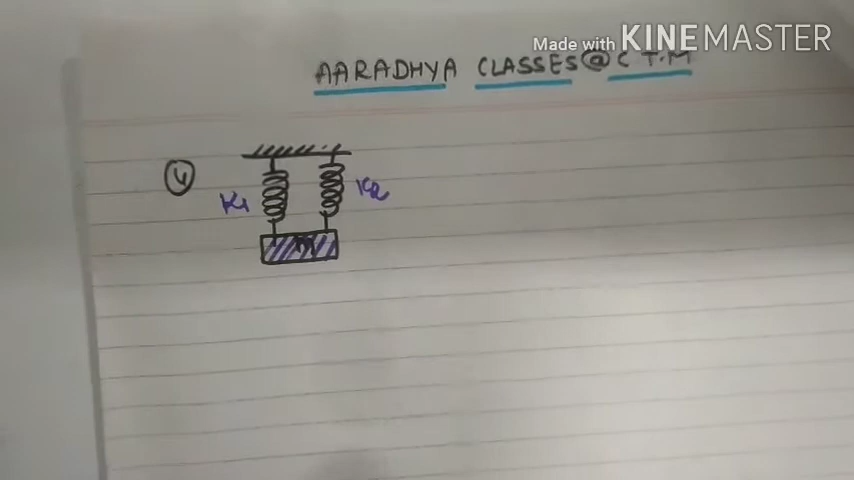 Made with KINEMASTER
AARADHYA CLASSES@C T.M
4
K1 K2
m